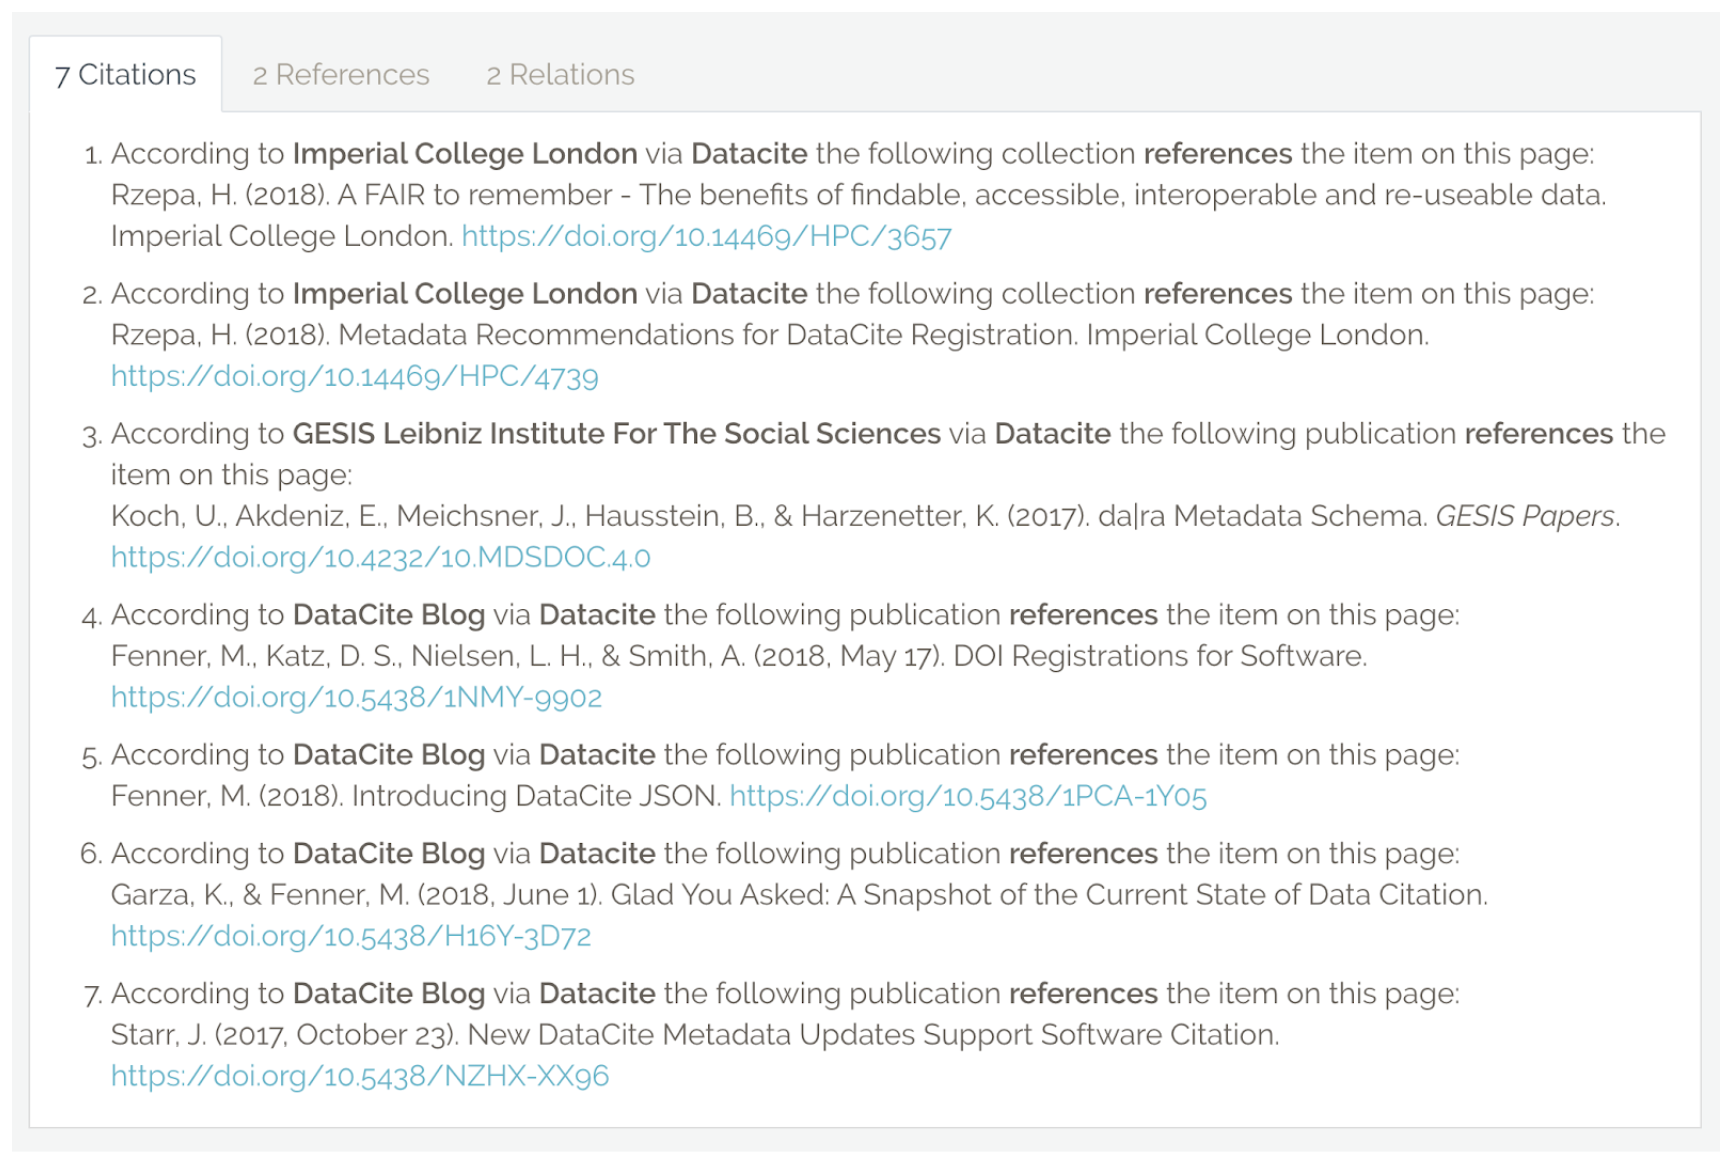 7 Citations 2 References 2 Relations
1. According to Imperial College London via Datacite the following collection references the item on this page:
Rzepa, H. (2018). A FAIR to remember - The benefits of findable, accessible, interoperable and re-useable data.
Imperial College London. https://doi.org/10.14469/HPC/3657
2. According to Imperial College London via Datacite the following collection references the item on this page:
Rzepa, H. (2018). Metadata Recommendations for DataCite Registration. Imperial College London.
https://doi.org/10.14469/HPC/4739
3. According to GESIS Leibniz Institute For The Social Sciences via Datacite the following publication references the
item on this page:
Koch, U., Akdeniz, E., Meichsner, J., Hausstein, B., & Harzenetter, K. (2017). da|ra Metadata Schema. GESIS Papers.
https://doi.org/10.4232/10.MDSDOC.4.0
4. According to DataCite Blog via Datacite the following publication references the item on this page:
Fenner, M., Katz, D. S., Nielsen, L. H., & Smith, A. (2018, May 17). DOI Registrations for Software.
https://doi.org/10.5438/1NMY-9902
5. According to DataCite Blog via Datacite the following publication references the item on this page:
Fenner, M. (2018). Introducing DataCite JSON. https://doi.org/10.5438/1PCA-1Y05
6. According to DataCite Blog via Datacite the following publication references the item on this page:
Garza, K., & Fenner, M. (2018, June 1). Glad You Asked: A Snapshot of the Current State of Data Citation.
https://doi.org/10.5438/H16Y-3D72
7. According to DataCite Blog via Datacite the following publication references the item on this page:
Starr, J. (2017, October 23). New DataCite Metadata Updates Support Software Citation.
https://doi.org/10.5438/NZHX-XX96